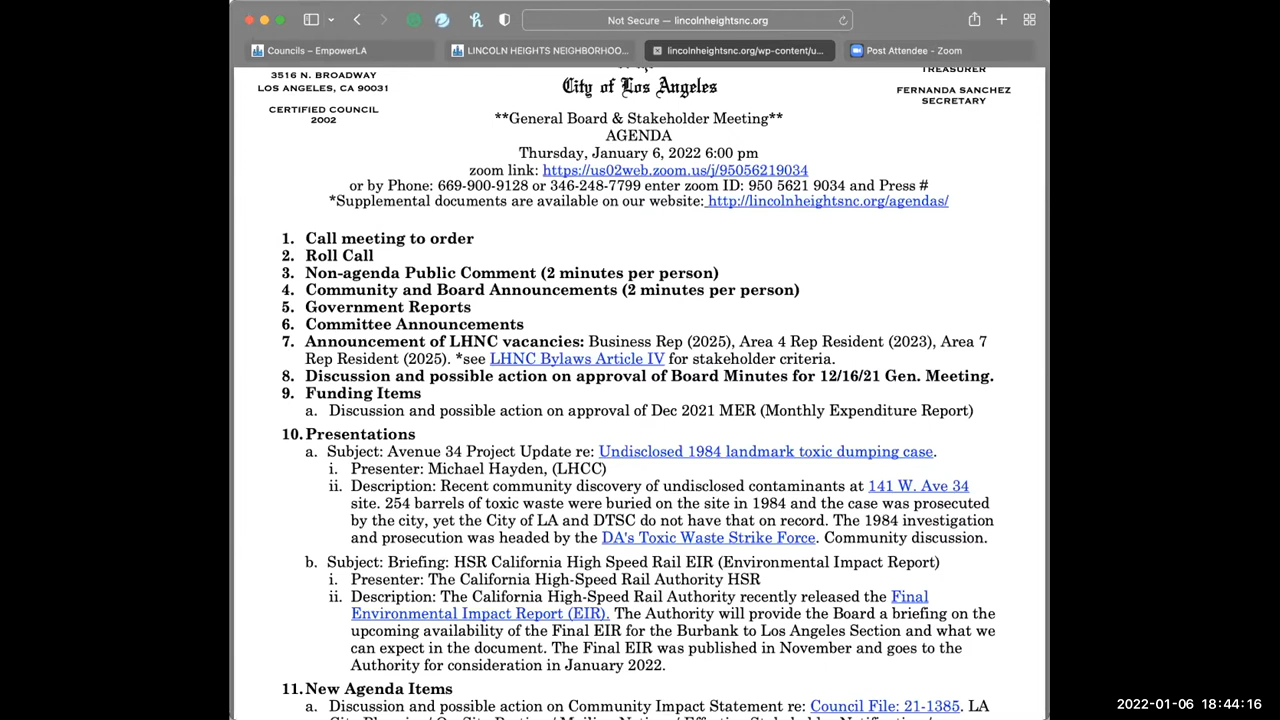 Not Secure — lincolnheightsnc.org
Councils – EmpowerLA
LINCOLN HEIGHTS NEIGHBORHOO...
lincolnheightsnc.org/wp-content/u...
Post Attendee - Zoom
3516 N. BROADWAY
LOS ANGELES, CA 90031
CERTIFIED COUNCIL
2002
City of Los Angeles
TREASURER
FERNANDA SANCHEZ
SECRETARY
**General Board & Stakeholder Meeting**
AGENDA
Thursday, January 6, 2022 6:00 pm
zoom link: https://us02web.zoom.us/j/95056219034
or by Phone: 669-900-9128 or 346-248-7799 enter zoom ID: 950 5621 9034 and Press #
*Supplemental documents are available on our website: http://lincolnheightsnc.org/agendas/
1. Call meeting to order
2. Roll Call
3. Non-agenda Public Comment (2 minutes per person)
4. Community and Board Announcements (2 minutes per person)
5. Government Reports
6. Committee Announcements
7. Announcement of LHNC vacancies: Business Rep (2025), Area 4 Rep Resident (2023), Area 7
Rep Resident (2025). *see LHNC Bylaws Article IV for stakeholder criteria.
8. Discussion and possible action on approval of Board Minutes for 12/16/21 Gen. Meeting.
9. Funding Items
a. Discussion and possible action on approval of Dec 2021 MER (Monthly Expenditure Report)
10. Presentations
a. Subject: Avenue 34 Project Update re: Undisclosed 1984 landmark toxic dumping case.
i. Presenter: Michael Hayden, (LHCC)
ii. Description: Recent community discovery of undisclosed contaminants at 141 W. Ave 34
site. 254 barrels of toxic waste were buried on the site in 1984 and the case was prosecuted
by the city, yet the City of LA and DTSC do not have that on record. The 1984 investigation
and prosecution was headed by the DA's Toxic Waste Strike Force. Community discussion.
b. Subject: Briefing: HSR California High Speed Rail EIR (Environmental Impact Report)
i. Presenter: The California High-Speed Rail Authority HSR
ii. Description: The California High-Speed Rail Authority recently released the Final
Environmental Impact Report (EIR). The Authority will provide the Board a briefing on the
upcoming availability of the Final EIR for the Burbank to Los Angeles Section and what we
can expect in the document. The Final EIR was published in November and goes to the
Authority for consideration in January 2022.
11. New Agenda Items
a. Discussion and possible action on Community Impact Statement re: Council File: 21-1385. LA
2022-01-06 18:44:16